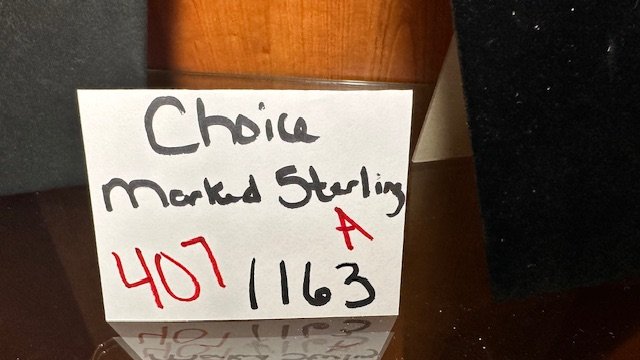 Choice
Marked Sterling
A
407 1163